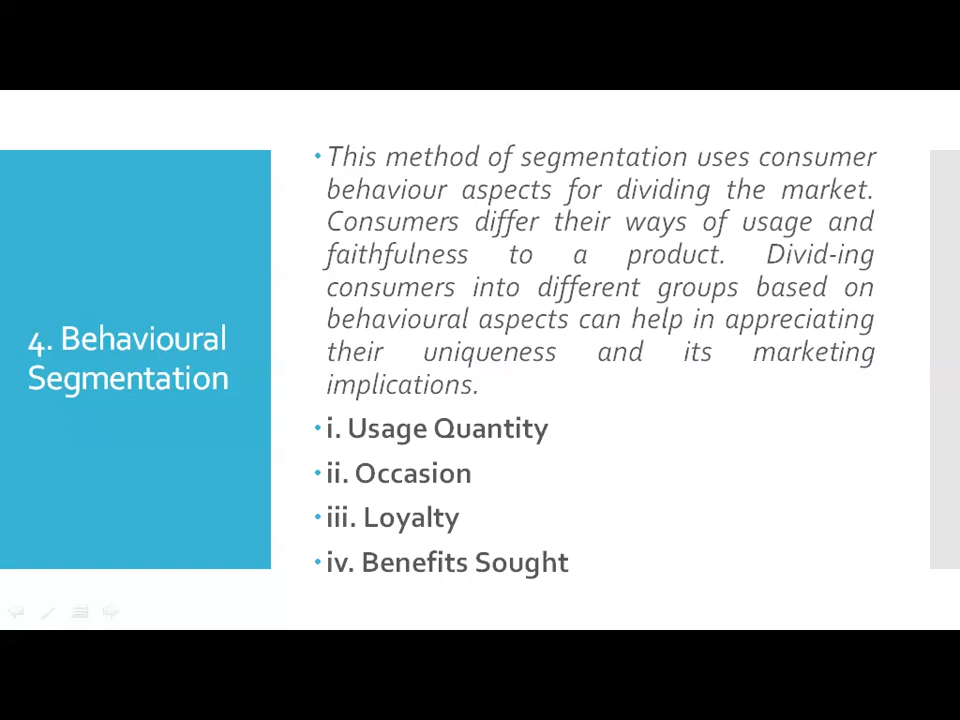 4. Behavioural
Segmentation
• This method of segmentation uses consumer
behaviour aspects for dividing the market.
Consumers differ their ways of usage and
faithfulness to a product. Divid-ing
consumers into different groups based on
behavioural aspects can help in appreciating
their uniqueness and its marketing
implications.
• i. Usage Quantity
• ii. Occasion
• iii. Loyalty
• iv. Benefits Sought